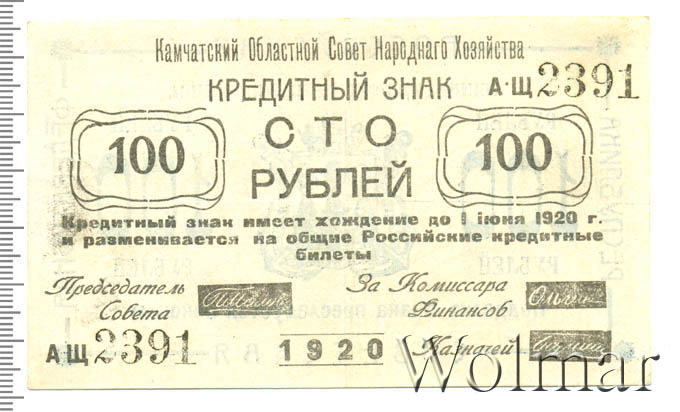 Камчатский Областной Совет Народнаго Хозяйства
КРЕДИТНЫЙ ЗНАК А·Щ 2391
100 СТО РУБЛЕЙ 100
Кредитный знак имеет хождение до 1 июня 1920 г.
и разменивается на общие Российские кредитные
билеты
Председатель Совета
За Комиссара Финансов
АЩ 2391 1920 Казначей
Wolmar